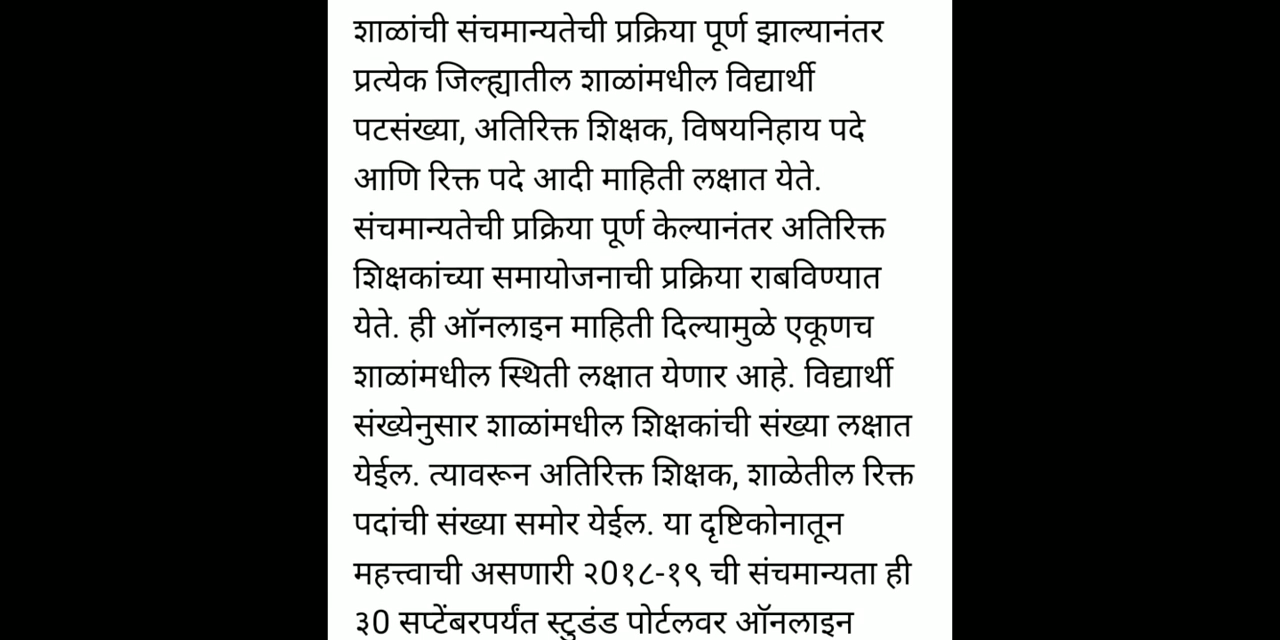 शाळांची संचमान्यतेची प्रक्रिया पूर्ण झाल्यानंतर
प्रत्येक जिल्ह्यातील शाळांमधील विद्यार्थी
पटसंख्या, अतिरिक्त शिक्षक, विषयनिहाय पदे
आणि रिक्त पदे आदी माहिती लक्षात येते.
संचमान्यतेची प्रक्रिया पूर्ण केल्यानंतर अतिरिक्त
शिक्षकांच्या समायोजनाची प्रक्रिया राबविण्यात
येते. ही ऑनलाइन माहिती दिल्यामुळे एकूणच
शाळांमधील स्थिती लक्षात येणार आहे. विद्यार्थी
संख्येनुसार शाळांमधील शिक्षकांची संख्या लक्षात
येईल. त्यावरून अतिरिक्त शिक्षक, शाळेतील रिक्त
पदांची संख्या समोर येईल. या दृष्टिकोनातून
महत्त्वाची असणारी २0१८-१९ ची संचमान्यता ही
३0 सप्टेंबरपर्यंत स्टुडंड पोर्टलवर ऑनलाइन